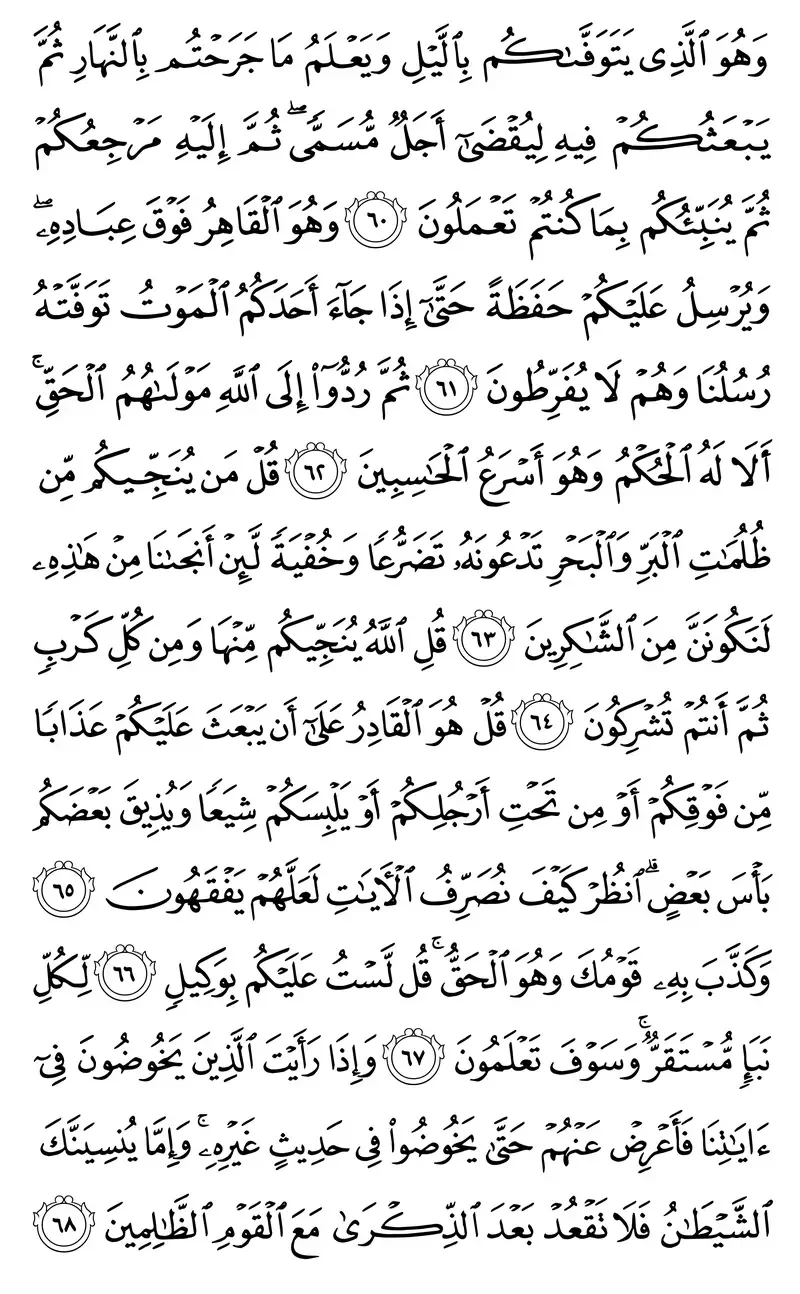 وَهُوَ ٱلَّذِى يَتَوَفَّىٰكُم بِٱلَّيْلِ وَيَعْلَمُ مَا جَرَحْتُم بِٱلنَّهَارِ ثُمَّ
يَبْعَثُكُمْ فِيهِ لِيُقْضَىٰٓ أَجَلٌ مُّسَمًّى ۖ ثُمَّ إِلَيْهِ مَرْجِعُكُمْ
ثُمَّ يُنَبِّئُكُم بِمَا كُنتُمْ تَعْمَلُونَ ٦٠ وَهُوَ ٱلْقَاهِرُ فَوْقَ عِبَادِهِۦ ۖ
وَيُرْسِلُ عَلَيْكُمْ حَفَظَةً حَتَّىٰٓ إِذَا جَآءَ أَحَدَكُمُ ٱلْمَوْتُ تَوَفَّتْهُ
رُسُلُنَا وَهُمْ لَا يُفَرِّطُونَ ٦١ ثُمَّ رُدُّوٓا۟ إِلَى ٱللَّهِ مَوْلَىٰهُمُ ٱلْحَقِّ ۚ
أَلَا لَهُ ٱلْحُكْمُ وَهُوَ أَسْرَعُ ٱلْحَـٰسِبِينَ ٦٢ قُلْ مَن يُنَجِّيكُم مِّن
ظُلُمَـٰتِ ٱلْبَرِّ وَٱلْبَحْرِ تَدْعُونَهُۥ تَضَرُّعًا وَخُفْيَةً لَّئِنْ أَنجَىٰنَا مِنْ هَـٰذِهِۦ
لَنَكُونَنَّ مِنَ ٱلشَّـٰكِرِينَ ٦٣ قُلِ ٱللَّهُ يُنَجِّيكُم مِّنْهَا وَمِن كُلِّ كَرْبٍ
ثُمَّ أَنتُمْ تُشْرِكُونَ ٦٤ قُلْ هُوَ ٱلْقَادِرُ عَلَىٰٓ أَن يَبْعَثَ عَلَيْكُمْ عَذَابًا
مِّن فَوْقِكُمْ أَوْ مِن تَحْتِ أَرْجُلِكُمْ أَوْ يَلْبِسَكُمْ شِيَعًا وَيُذِيقَ بَعْضَكُم
بَأْسَ بَعْضٍ ۗ ٱنظُرْ كَيْفَ نُصَرِّفُ ٱلْـَٔايَـٰتِ لَعَلَّهُمْ يَفْقَهُونَ ٦٥
وَكَذَّبَ بِهِۦ قَوْمُكَ وَهُوَ ٱلْحَقُّ ۚ قُل لَّسْتُ عَلَيْكُم بِوَكِيلٍ ٦٦ لِّكُلِّ
نَبَإٍ مُّسْتَقَرٌّ ۚ وَسَوْفَ تَعْلَمُونَ ٦٧ وَإِذَا رَأَيْتَ ٱلَّذِينَ يَخُوضُونَ فِىٓ
ءَايَـٰتِنَا فَأَعْرِضْ عَنْهُمْ حَتَّىٰ يَخُوضُوا۟ فِى حَدِيثٍ غَيْرِهِۦ ۚ وَإِمَّا يُنسِيَنَّكَ
ٱلشَّيْطَـٰنُ فَلَا تَقْعُدْ بَعْدَ ٱلذِّكْرَىٰ مَعَ ٱلْقَوْمِ ٱلظَّـٰلِمِينَ ٦٨